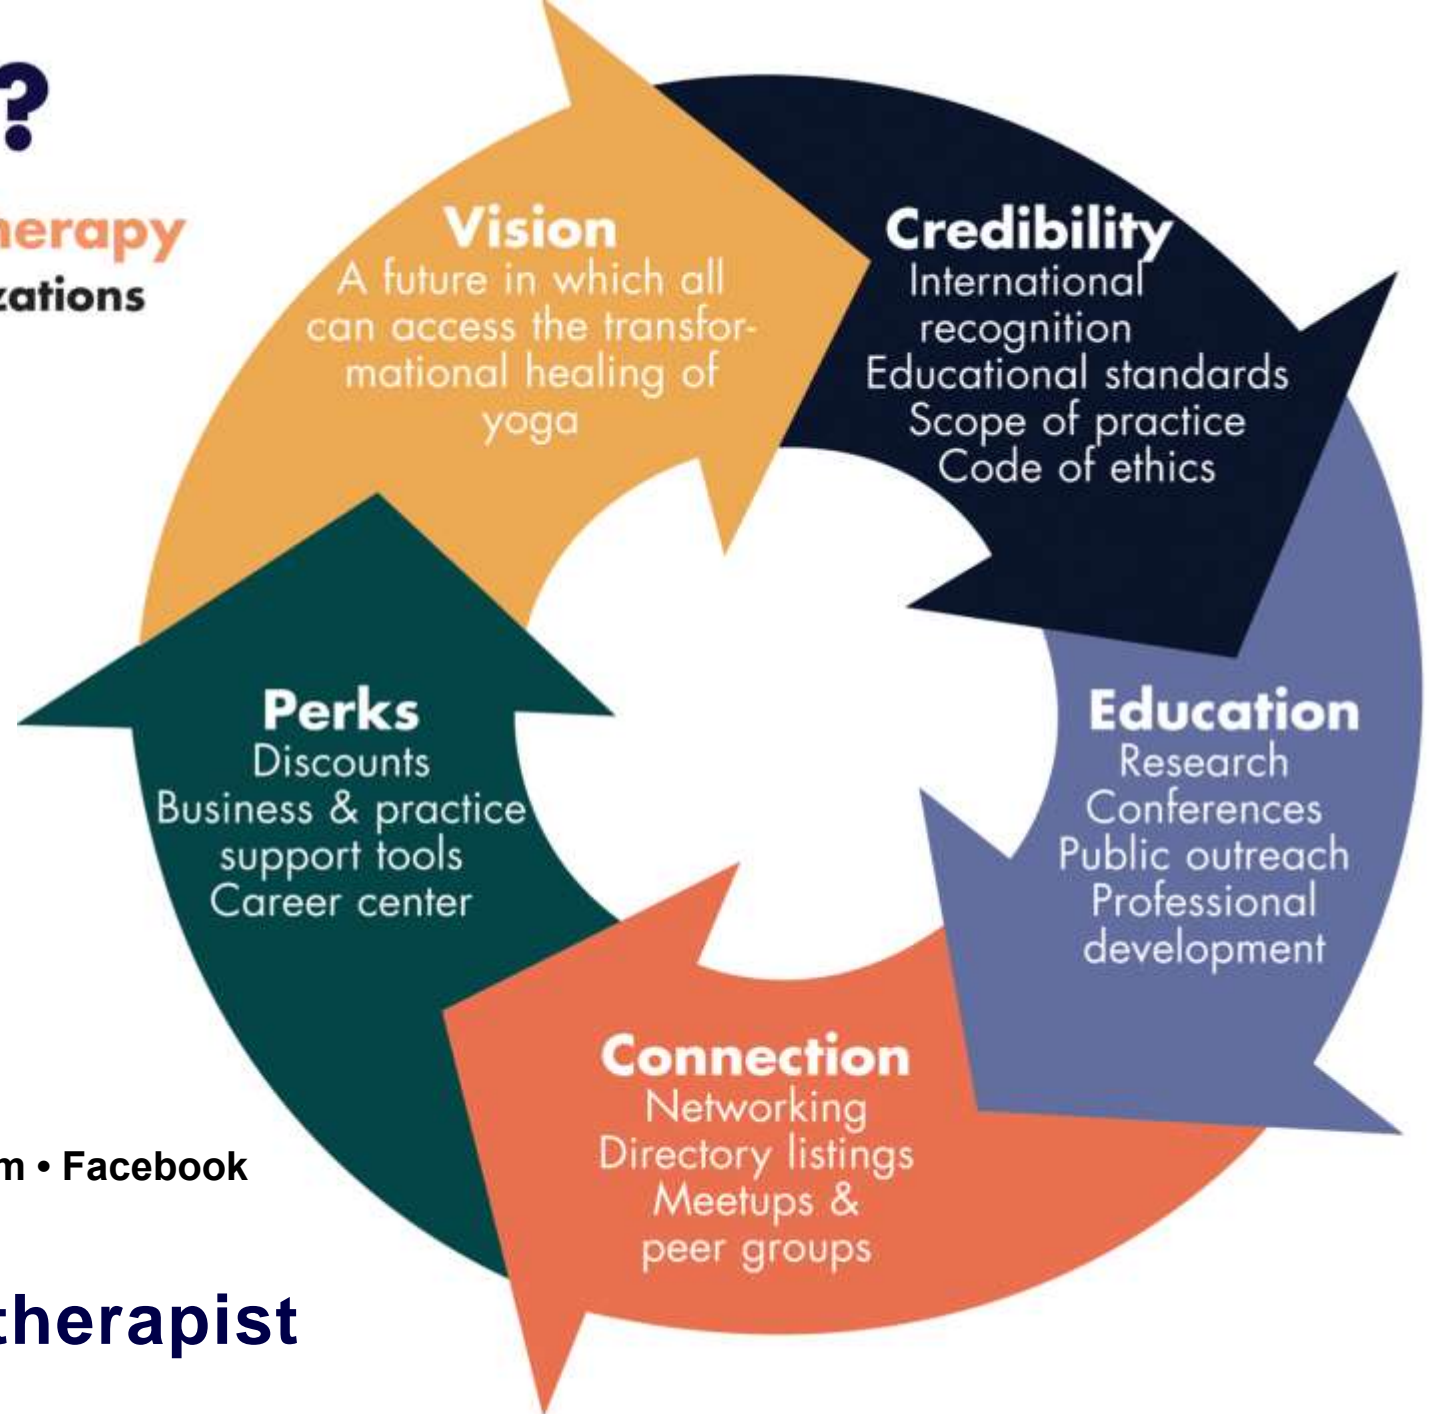 ?
herapy
zations
Vision
A future in which all
can access the transfor-
mational healing of
yoga
Credibility
International
recognition
Educational standards
Scope of practice
Code of ethics
Education
Research
Conferences
Public outreach
Professional
development
Connection
Networking
Directory listings
Meetups &
peer groups
Perks
Discounts
Business & practice
support tools
Career center
m • Facebook
therapist